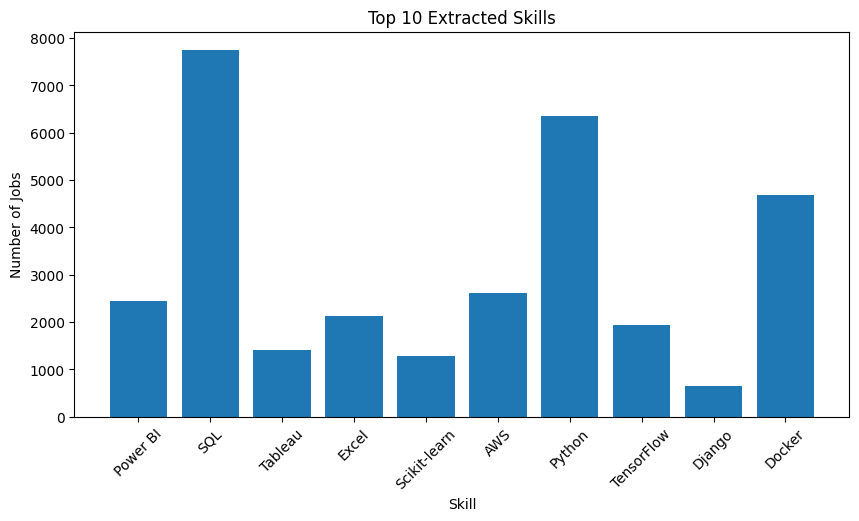 Top 10 Extracted Skills
Number of Jobs
8000
7000
6000
5000
4000
3000
2000
1000
0
Power BI
SQL
Tableau
Excel
Scikit-learn
AWS
Python
TensorFlow
Django
Docker
Skill